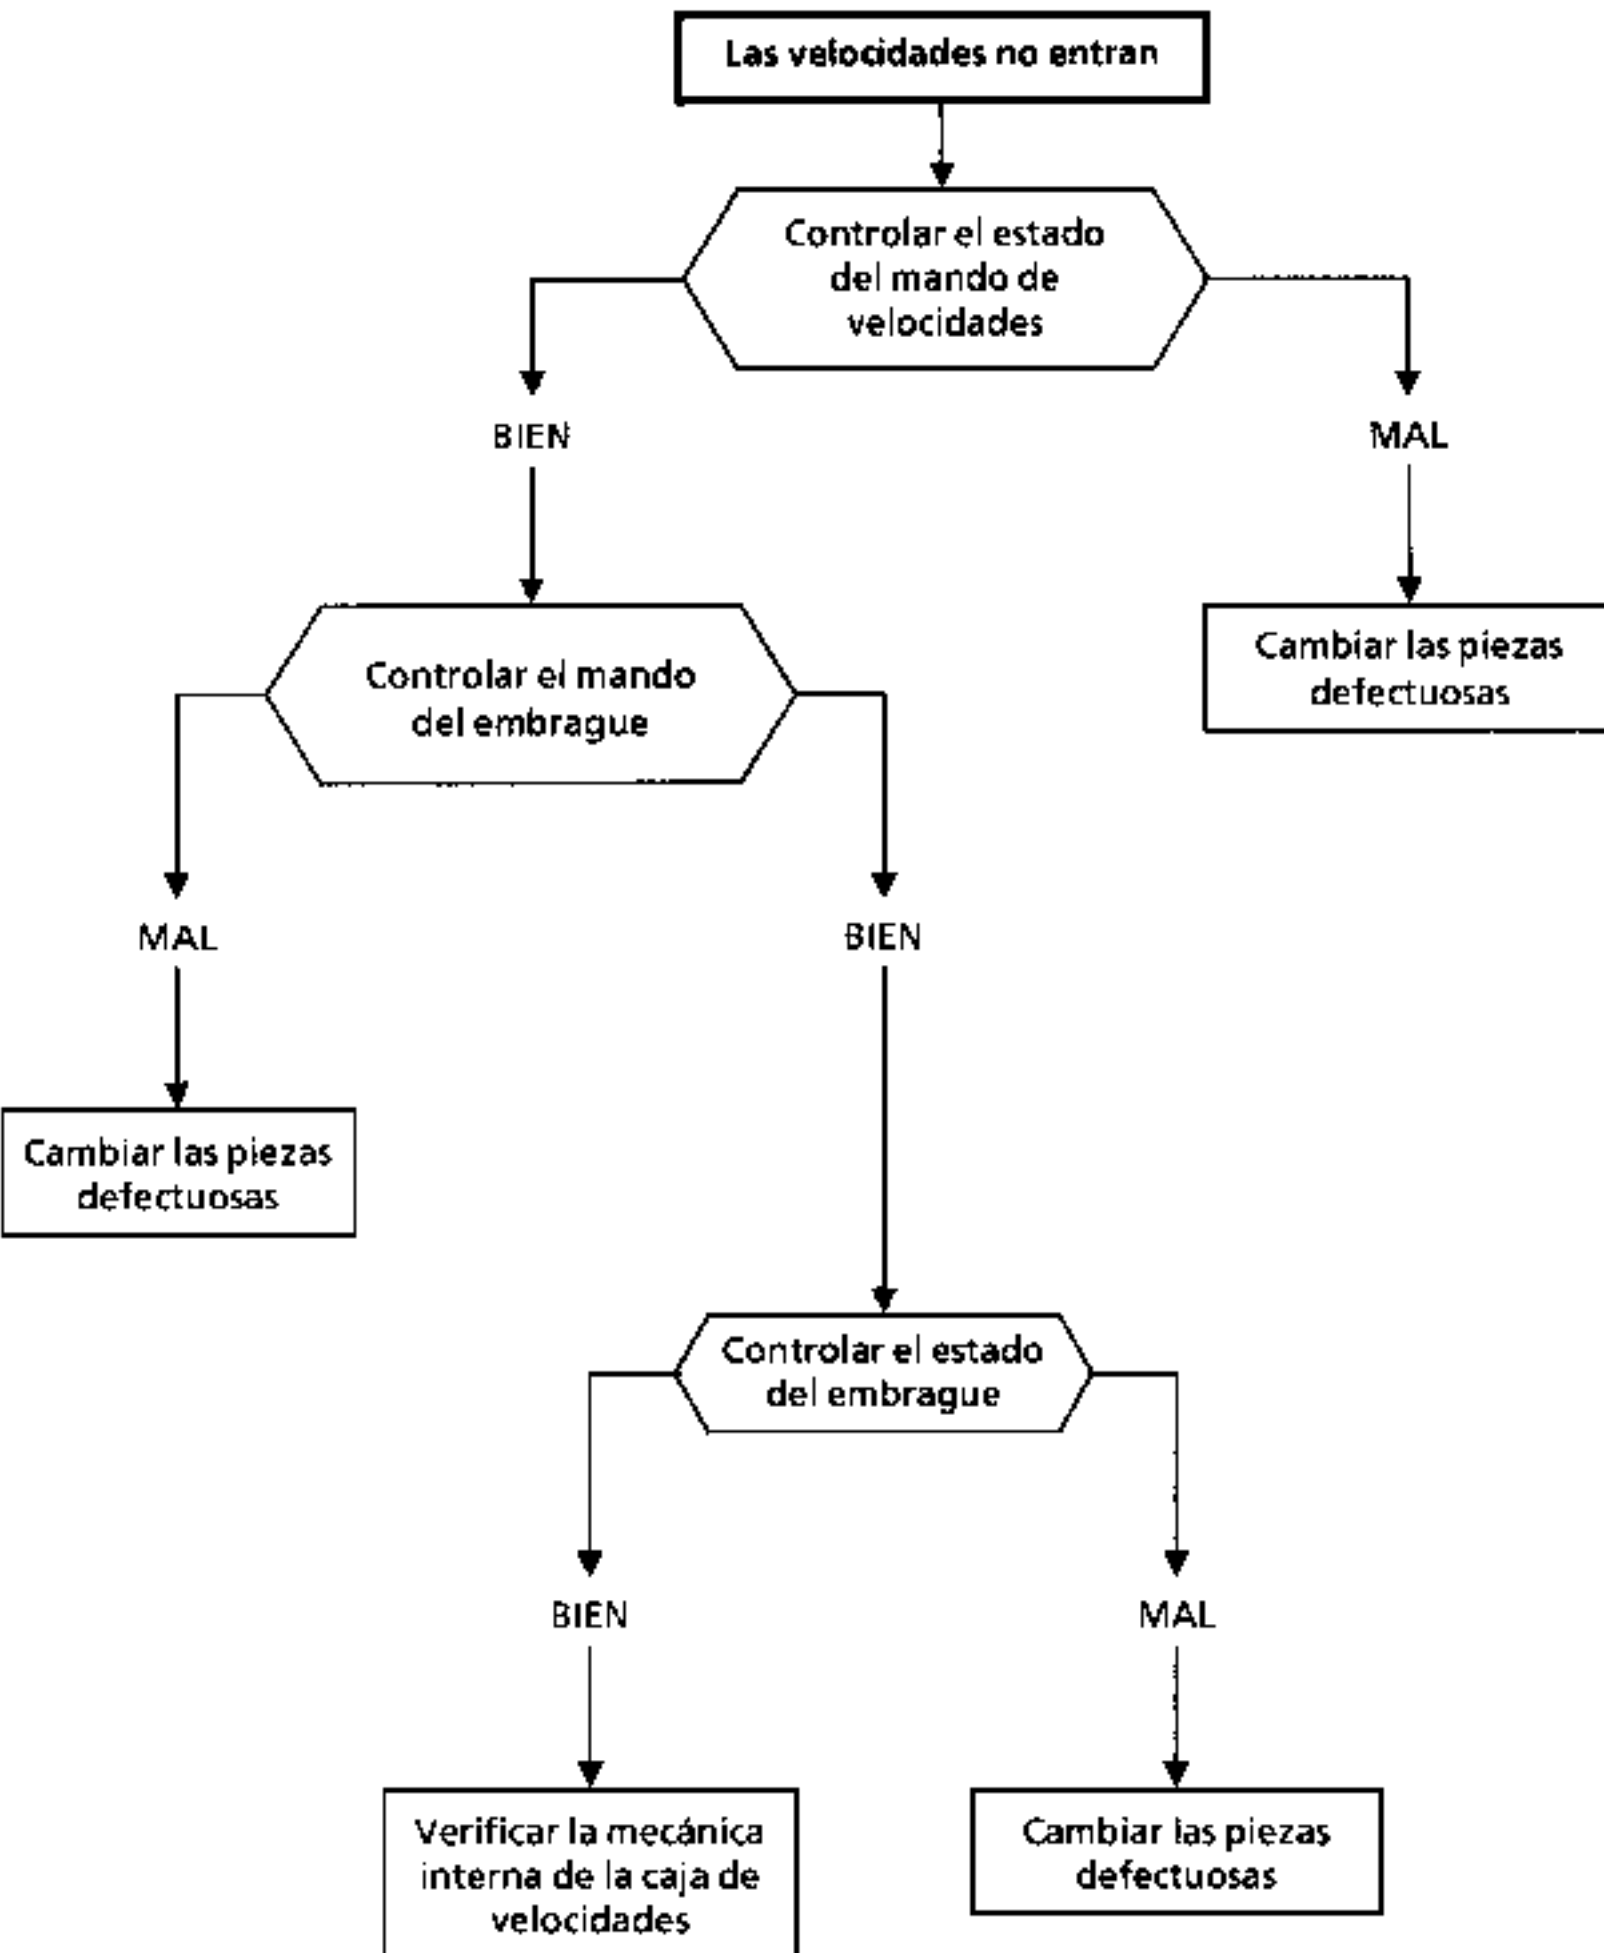 Las velocidades no entran
Controlar el estado
del mando de
velocidades
BIEN
MAL
Controlar el mando
del embrague
Cambiar las piezas
defectuosas
MAL
BIEN
Cambiar las piezas
defectuosas
Controlar el estado
del embrague
BIEN
MAL
Verificar la mecánica
interna de la caja de
velocidades
Cambiar las piezas
defectuosas